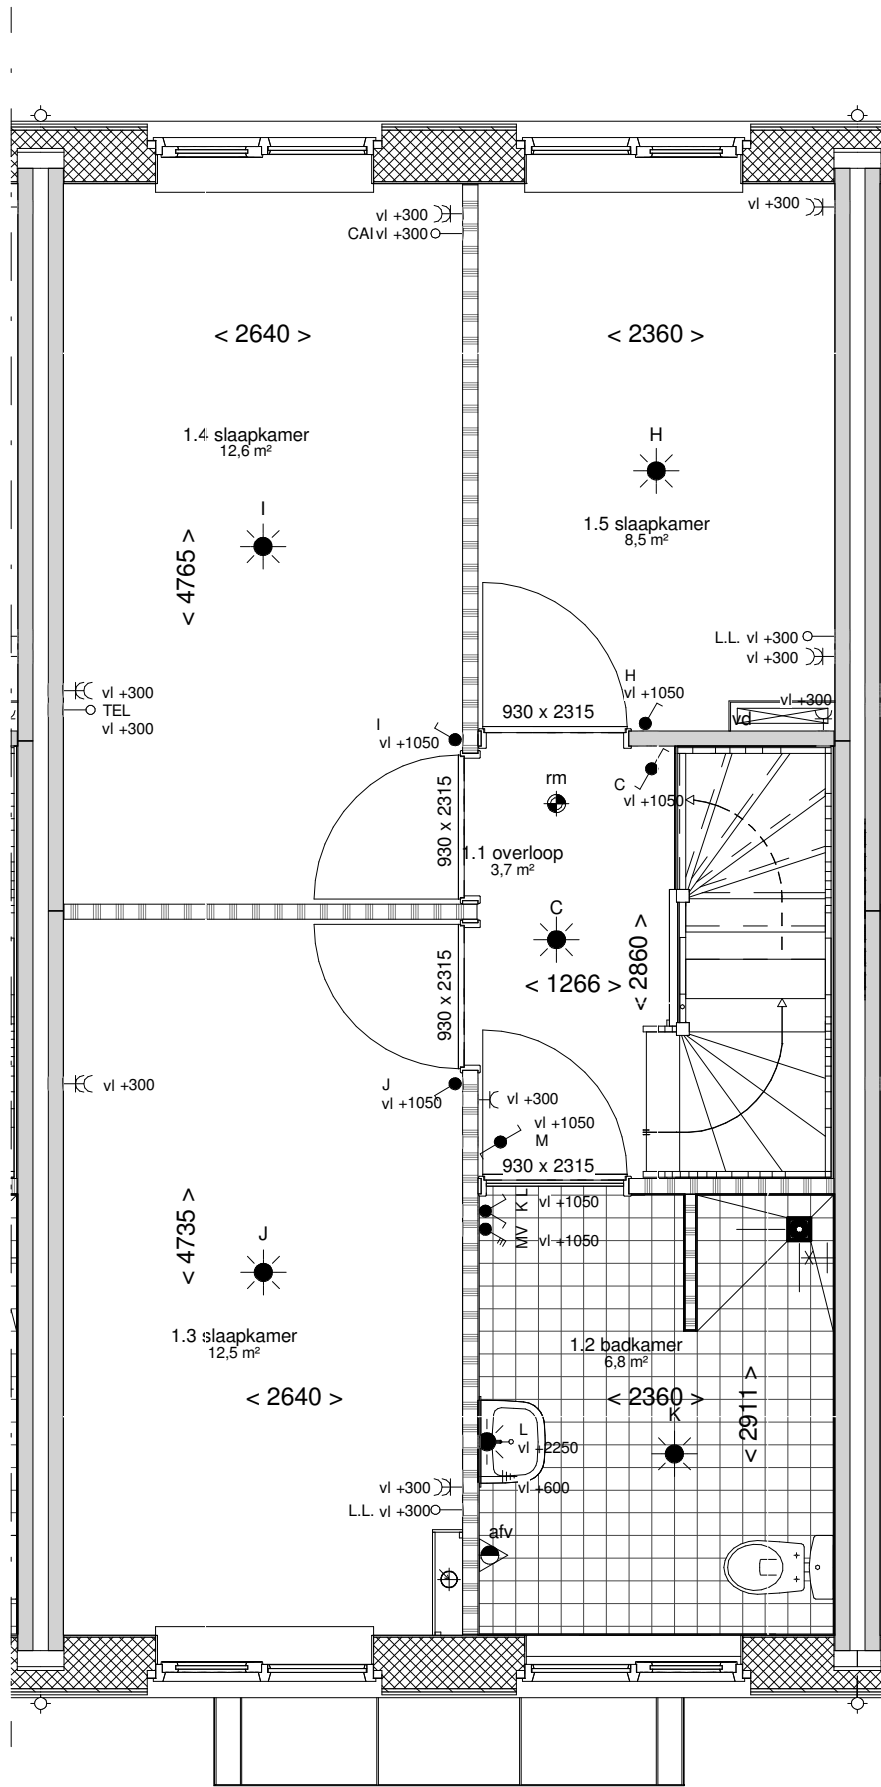 vl +300
CAI vl +300
vl +300
< 2640 >
< 2360 >
1.4 slaapkamer
12,6 m²
H
I
1.5 slaapkamer
8,5 m²
< 4765 >
L.L. vl +300
vl +300
vl +300
TEL
vl +300
H
vl +1050
vl +300
vd
930 x 2315
I
vl +1050
rm
C
vl +1050
930 x 2315
1.1 overloop
3,7 m²
C
< 1266 >
< 2860 >
930 x 2315
vl +300
J
vl +1050
vl +300
vl +1050
M
930 x 2315
K L
vl +1050
MV
vl +1050
< 4735 >
J
1.3 slaapkamer
12,5 m²
1.2 badkamer
6,8 m²
< 2640 >
< 2360 >
K
< 2911 >
L
vl +2250
vl +600
vl +300
L.L. vl +300
afv